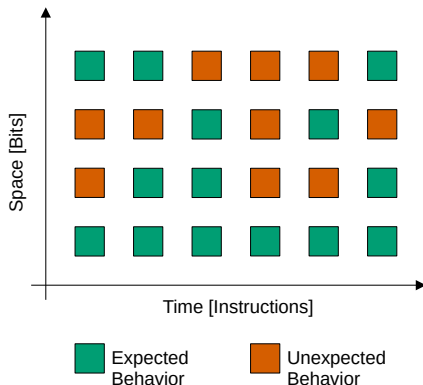 Space [Bits]
Time [Instructions]
Expected
Behavior
Unexpected
Behavior